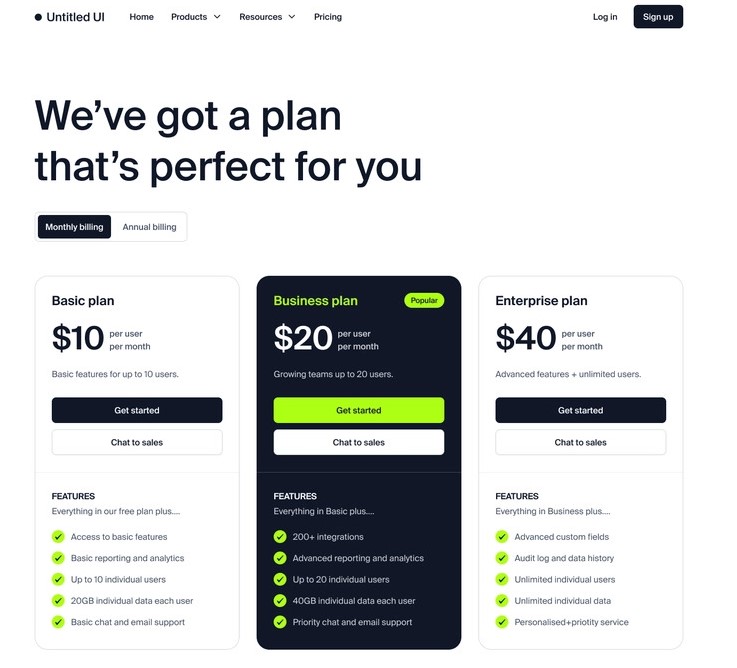 Untitled UI
Home
Products
Resources
Pricing
Log in
Sign up
We’ve got a plan
that’s perfect for you
Monthly billing
Annual billing
Basic plan
$10
per user
per month
Basic features for up to 10 users.
Get started
Chat to sales
FEATURES
Everything in our free plan plus....
Access to basic features
Basic reporting and analytics
Up to 10 individual users
20GB individual data each user
Basic chat and email support
Business plan
Popular
$20
per user
per month
Growing teams up to 20 users.
Get started
Chat to sales
FEATURES
Everything in Basic plus....
200+ integrations
Advanced reporting and analytics
Up to 20 individual users
40GB individual data each user
Priority chat and email support
Enterprise plan
$40
per user
per month
Advanced features + unlimited users.
Get started
Chat to sales
FEATURES
Everything in Business plus....
Advanced custom fields
Audit log and data history
Unlimited individual users
Unlimited individual data
Personalised+priotity service